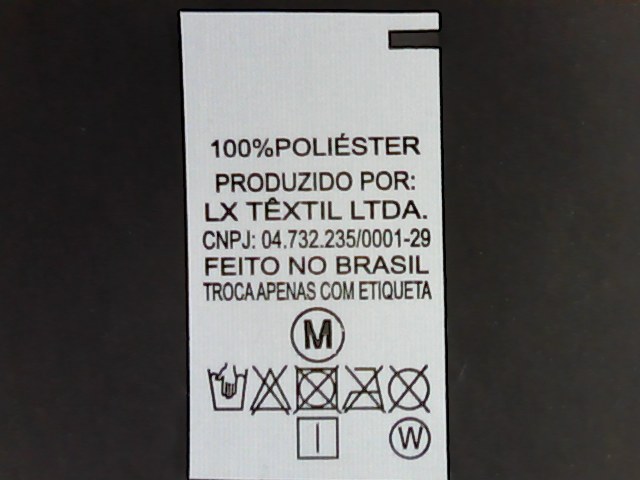 100%POLIÉSTER
PRODUZIDO POR:
LX TÊXTIL LTDA.
CNPJ: 04.732.235/0001-29
FEITO NO BRASIL
TROCA APENAS COM ETIQUETA
M
W